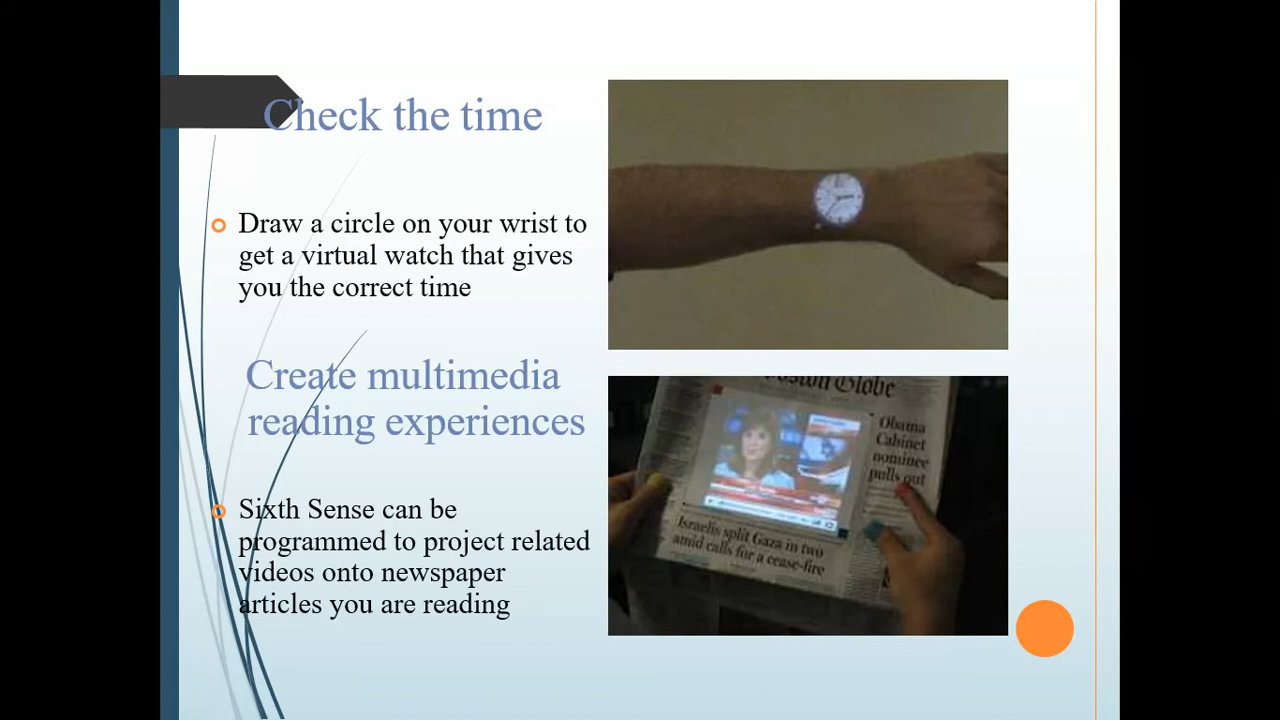 Check the time
Draw a circle on your wrist to
get a virtual watch that gives
you the correct time
Create multimedia
reading experiences
Sixth Sense can be
programmed to project related
videos onto newspaper
articles you are reading
Globe
Obama
Cabinet
nominee
pulls out
Israelis split Gaza in two
amid calls for a cease-fire